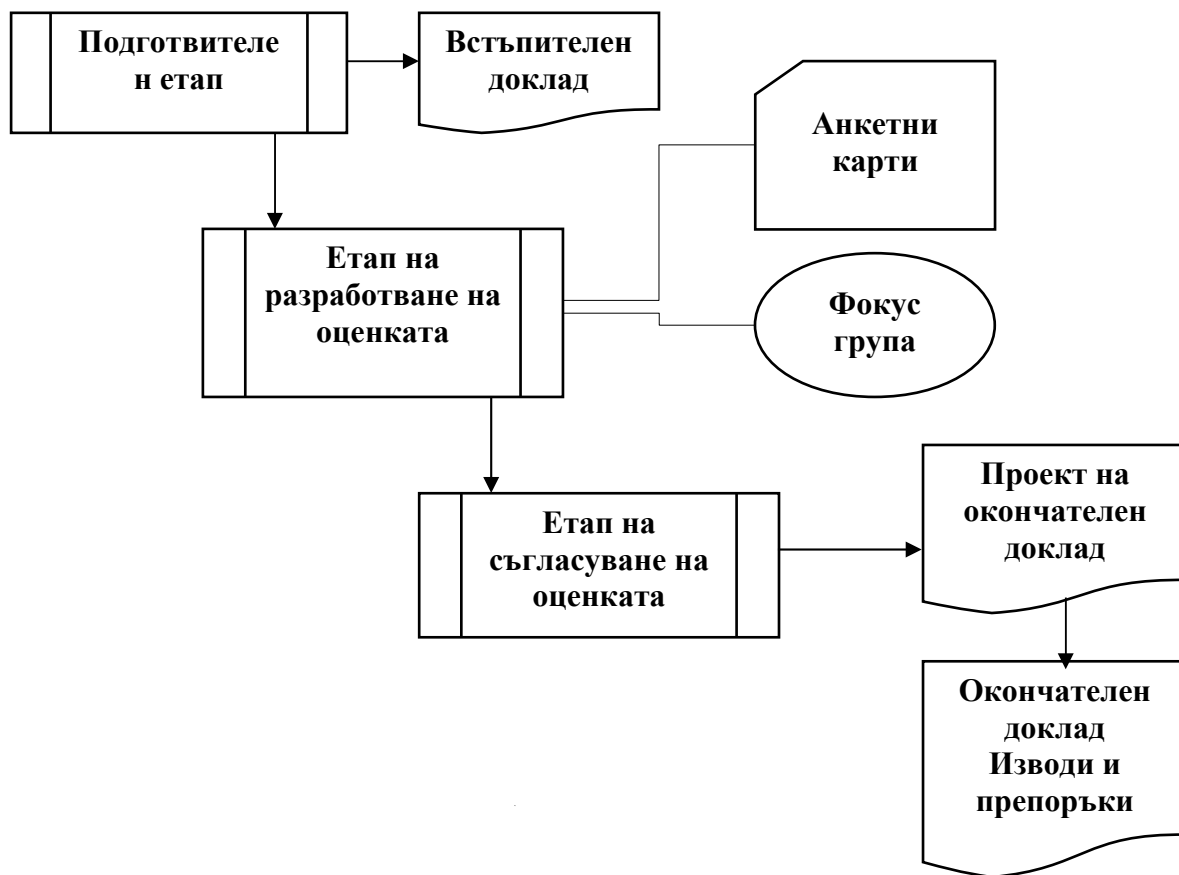 Подготвителе
н етап
Встъпителен
доклад
Анкетни
карти
Етап на
разработване на
оценката
Фокус
група
Етап на
съгласуване на
оценката
Проект на
окончателен
доклад
Окончателен
доклад
Изводи и
препоръки